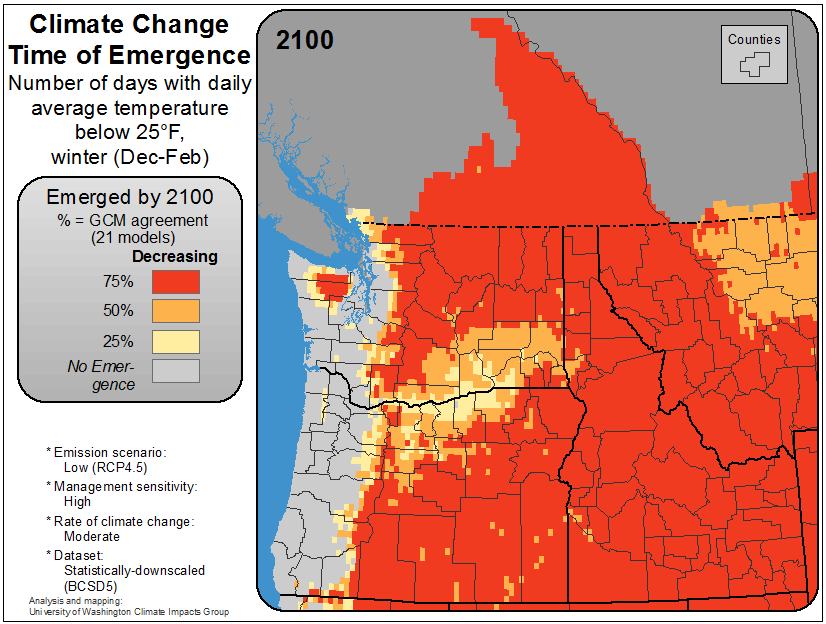 Climate Change
Time of Emergence
Number of days with daily
average temperature
below 25°F,
winter (Dec-Feb)
Emerged by 2100
% = GCM agreement
(21 models)
Decreasing
75%
50%
25%
No Emer-
gence
* Emission scenario:
Low (RCP4.5)
* Management sensitivity:
High
* Rate of climate change:
Moderate
* Dataset:
Statistically-downscaled
(BCSD5)
Analysis and mapping:
University of Washington Climate Impacts Group
2100
Counties